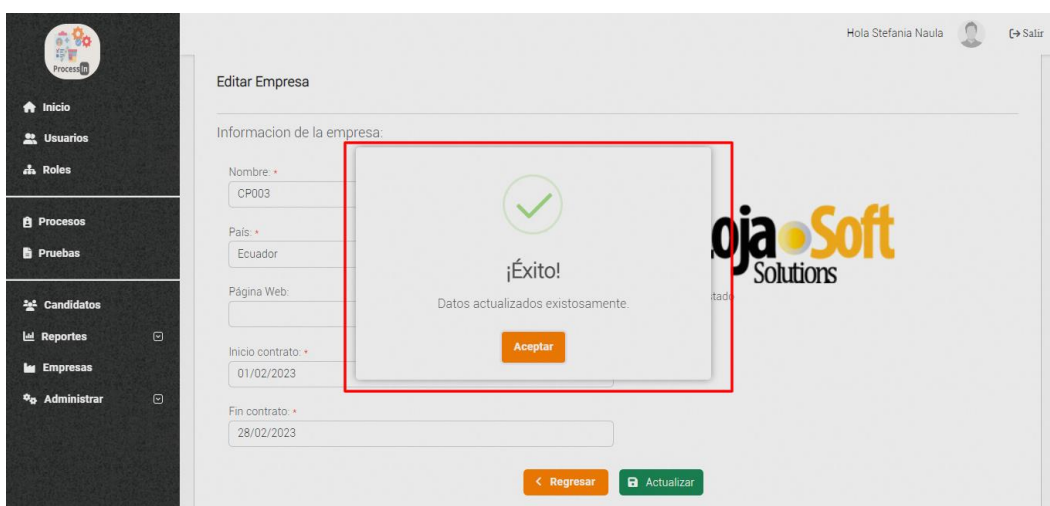 Hola Stefania Naula
Salir
ProcessIn
Inicio
Usuarios
Roles
Procesos
Pruebas
Candidatos
Reportes
Empresas
Administrar
Editar Empresa
Informacion de la empresa:
Nombre: *
CP003
País: *
Ecuador
Página Web:
Inicio contrato: *
01/02/2023
Fin contrato: *
28/02/2023
oja Soft
Solutions
tado
¡Éxito!
Datos actualizados existosamente.
Aceptar
Regresar
Actualizar